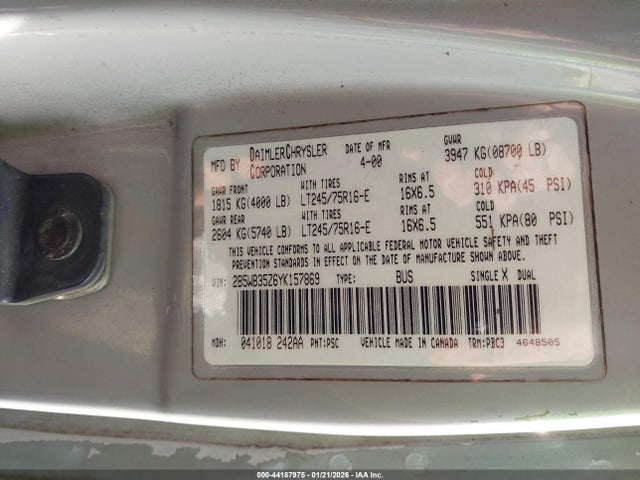 MFD BY DAIMLERCHRYSLER CORPORATION DATE OF MFR 4-00 GVWR 3947 KG(08700 LB)
GAWR FRONT WITH TIRES RIMS AT COLD
1815 KG(4000 LB) LT245/75R16-E 16X6.5 310 KPA(45 PSI)
GAWR REAR WITH TIRES RIMS AT COLD
2604 KG(5740 LB) LT245/75R16-E 16X6.5 551 KPA(80 PSI)
THIS VEHICLE CONFORMS TO ALL APPLICABLE FEDERAL MOTOR VEHICLE SAFETY AND THEFT
PREVENTION STANDARDS IN EFFECT ON THE DATE OF MANUFACTURE SHOWN ABOVE.
VIN: 2B5WB35Z6YK157869 TYPE: BUS SINGLE X DUAL
MDH: 041018 242AA PNT:PSC VEHICLE MADE IN CANADA TRM:PBC3 4648505
000-44187975 - 01/21/2026 - IAA Inc.